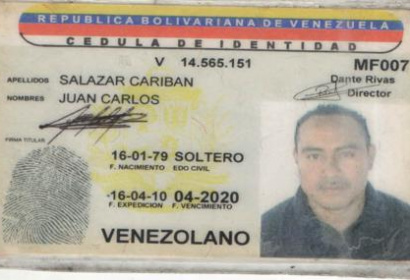 REPUBLICA BOLIVARIANA DE VENEZUELA
CEDULA DE IDENTIDAD
V 14.565.151
MF007
APELLIDOS SALAZAR CARIBAN
Dante Rivas
Director
NOMBRES JUAN CARLOS
FIRMA TITULAR
16-01-79 SOLTERO
F. NACIMIENTO EDO CIVIL
16-04-10 04-2020
F. EXPEDICION F. VENCIMIENTO
VENEZOLANO